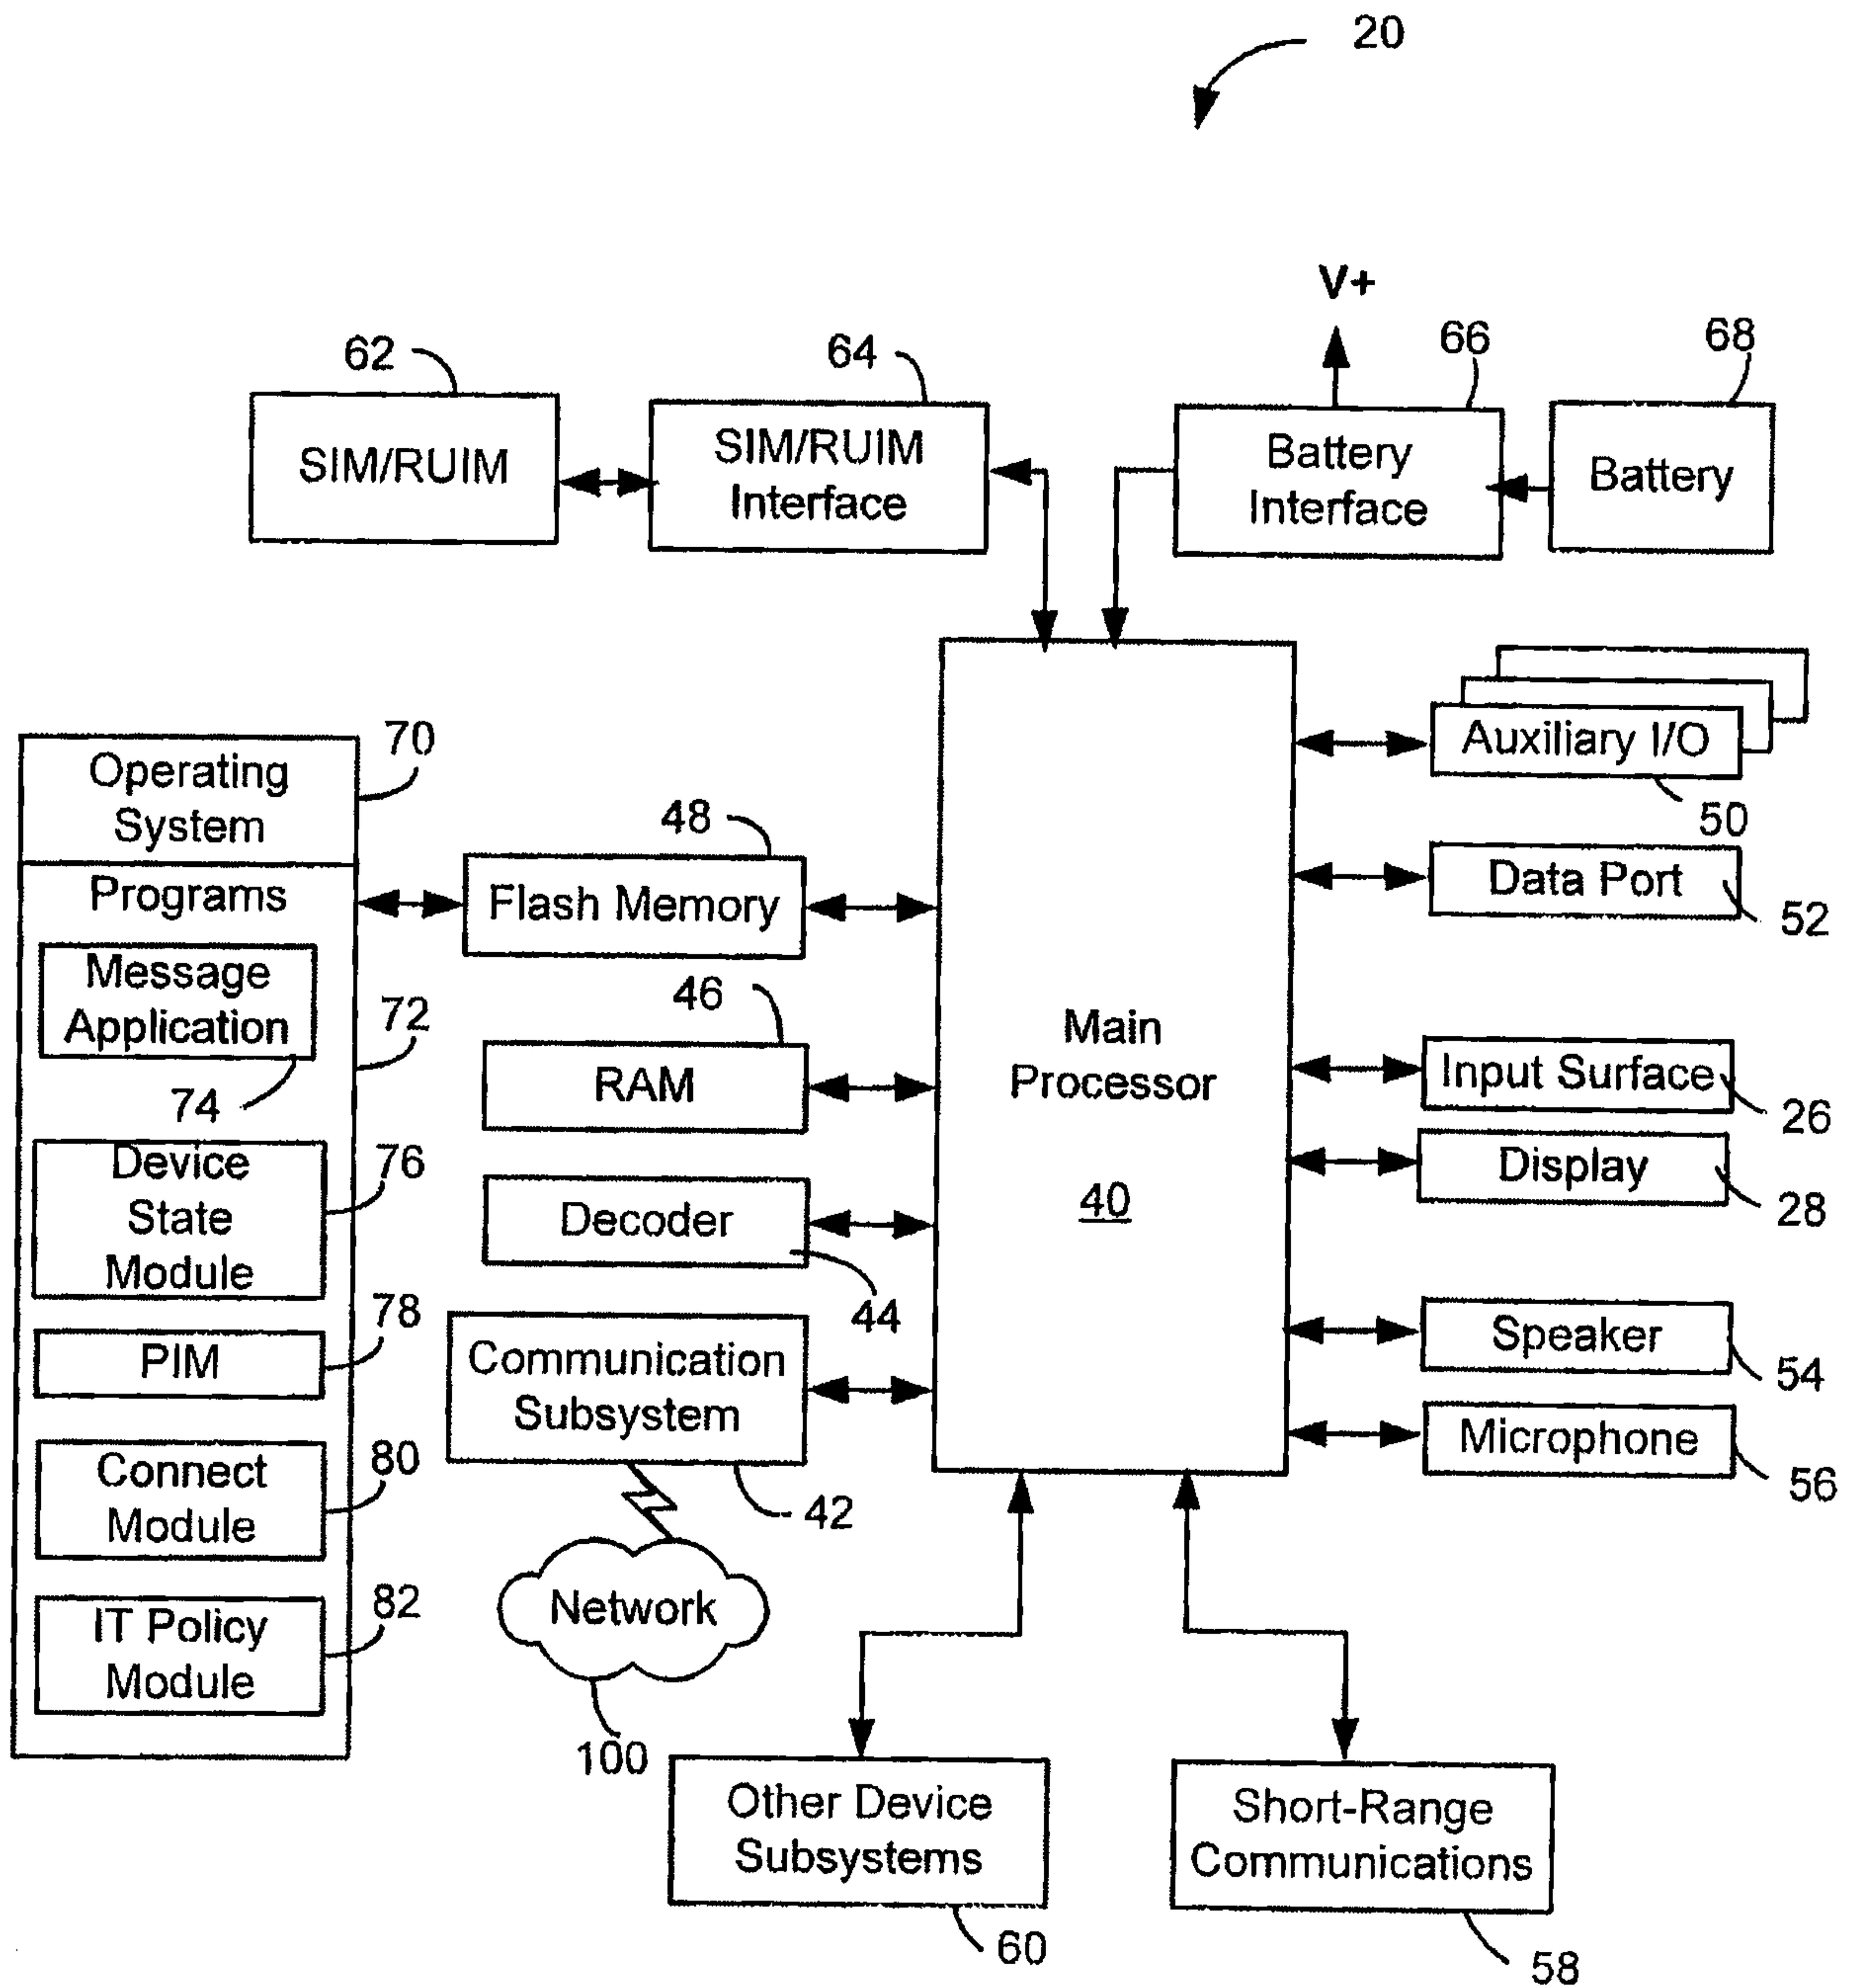 20
V+
62
64
66
68
SIM/RUIM
SIM/RUIM
Interface
Battery
Interface
Battery
70
Operating
System
Programs
Message
Application
74
72
Device
State
Module
76
PIM
78
Connect
Module
80
IT Policy
Module
82
48
Flash Memory
46
RAM
Decoder
44
Communication
Subsystem
42
Network
100
Main
Processor
40
Auxiliary I/O
50
Data Port
52
Input Surface
26
Display
28
Speaker
54
Microphone
56
Other Device
Subsystems
60
Short-Range
Communications
58